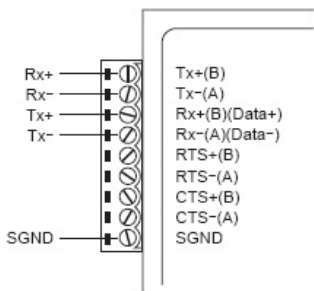 Rx+ Tx+(B)
Rx− Tx−(A)
Tx+ Rx+(B)(Data+)
Tx− Rx−(A)(Data−)
RTS+(B)
RTS−(A)
CTS+(B)
CTS−(A)
SGND SGND